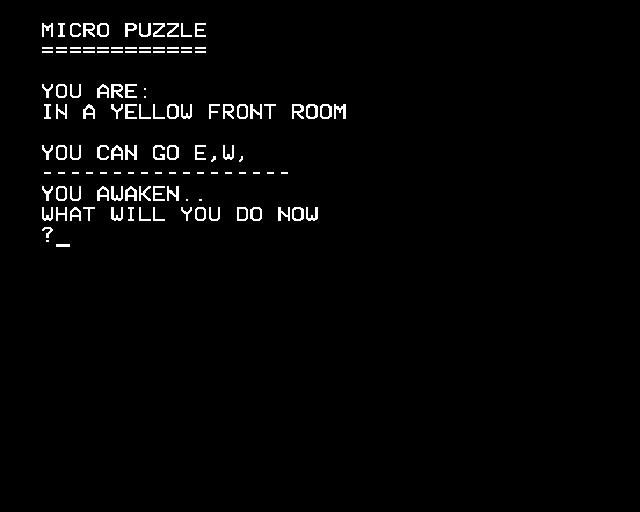 MICRO PUZZLE
============
YOU ARE:
IN A YELLOW FRONT ROOM
YOU CAN GO E,W,
------------------
YOU AWAKEN..
WHAT WILL YOU DO NOW
?_